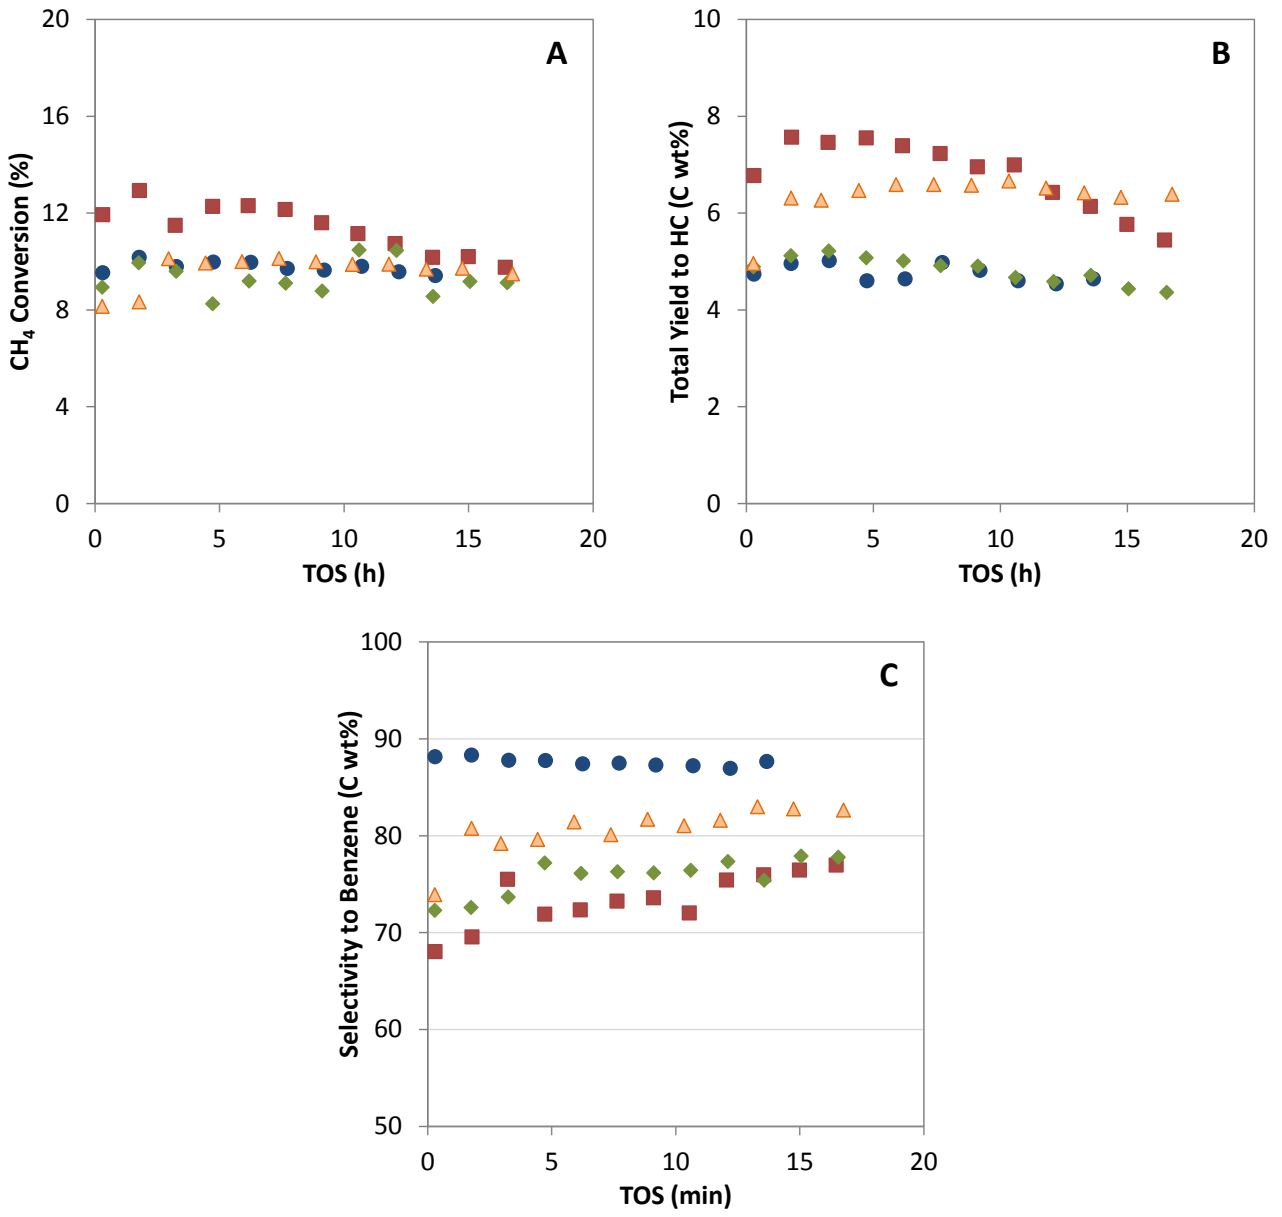 A
CH₄ Conversion (%)
20
16
12
8
4
0
0 5 10 15 20
TOS (h)
B
Total Yield to HC (C wt%)
10
8
6
4
2
0
0 5 10 15 20
TOS (h)
C
Selectivity to Benzene (C wt%)
100
90
80
70
60
50
0 5 10 15 20
TOS (min)